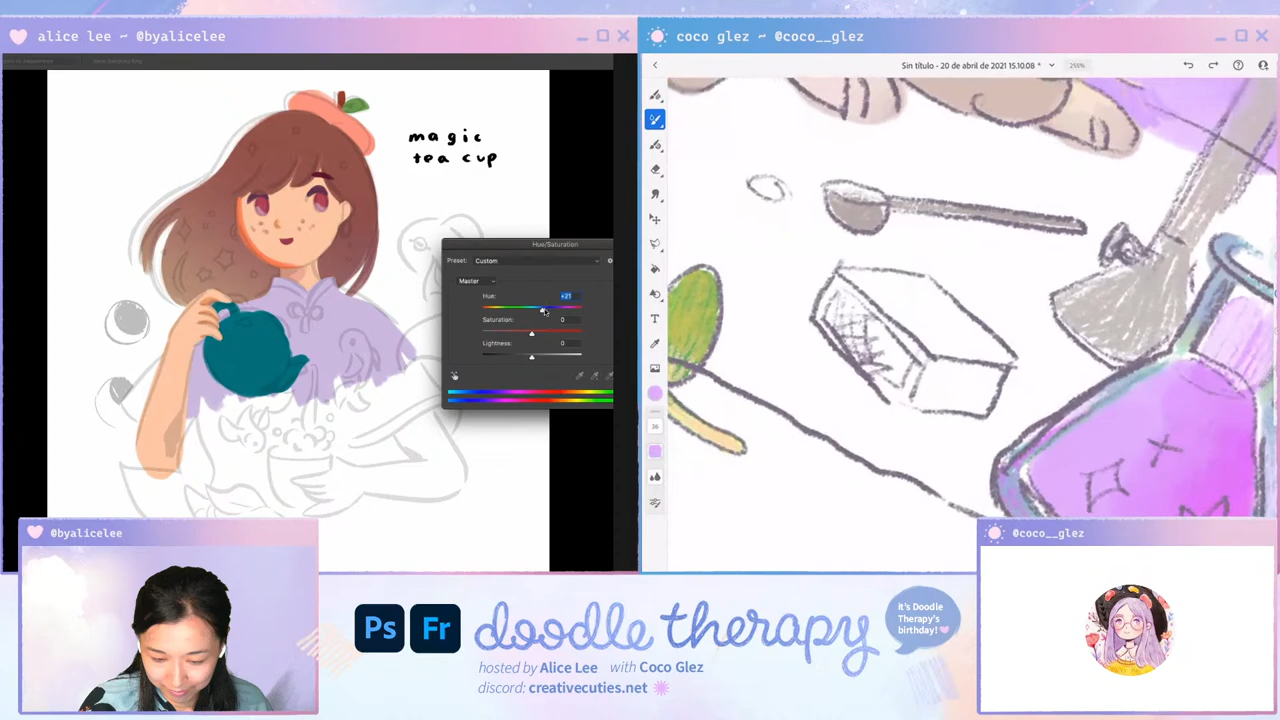 alice lee ~ @byalicelee
magic
tea cup
Hue/Saturation
Preset: Custom
Master
Hue: +21
Saturation: 0
Lightness: 0
coco glez ~ @coco__glez
Sin título - 20 de abril de 2021 15.10.08 *
T
36
@byalicelee
Ps Fr
doodle therapy
it's Doodle
Therapy's
birthday!
hosted by Alice Lee with Coco Glez
discord: creativecuties.net
@coco__glez